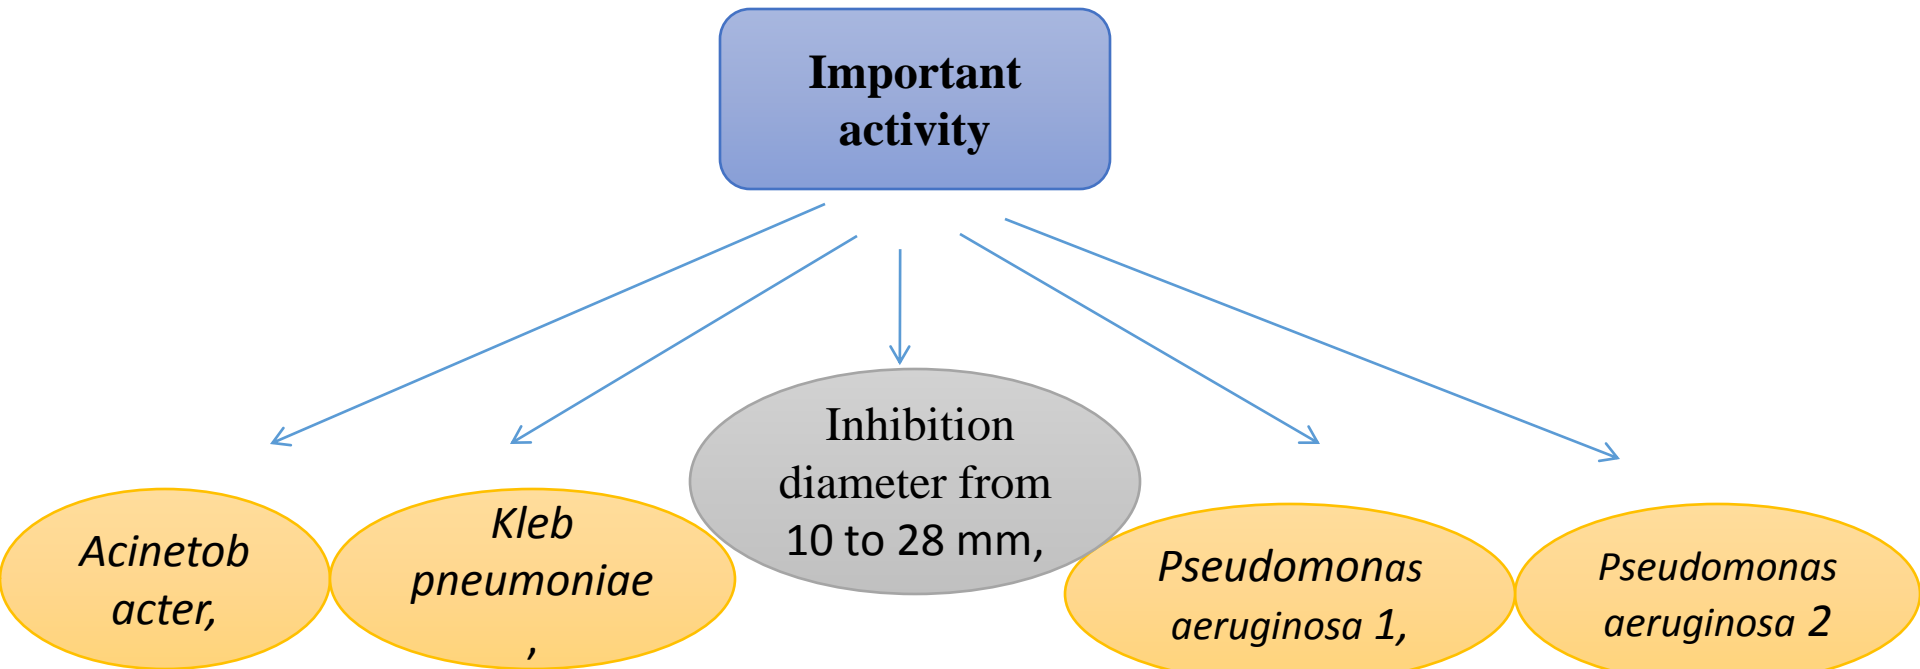 Important
activity
Acinetob
acter,
Kleb
pneumoniae
,
Inhibition
diameter from
10 to 28 mm,
Pseudomonas
aeruginosa 1,
Pseudomonas
aeruginosa 2